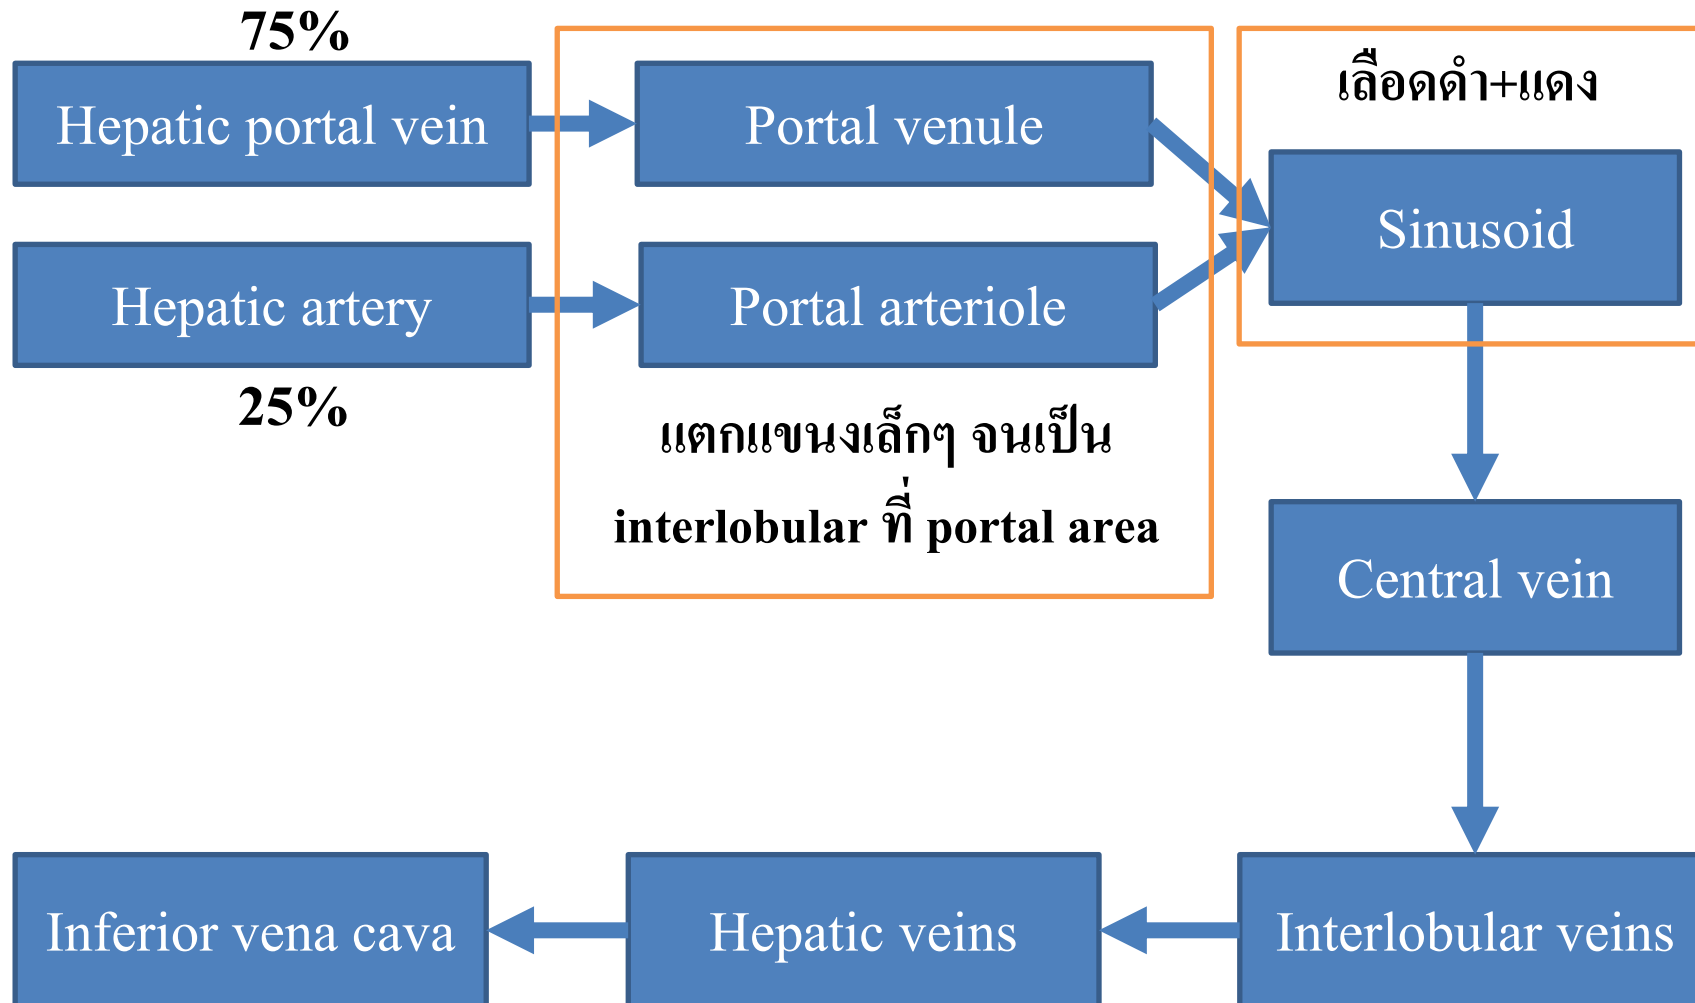 75%
Hepatic portal vein
Portal venule
เลือดดำ+แดง
Sinusoid
Hepatic artery
Portal arteriole
25%
แตกแขนงเล็กๆ จนเป็น
interlobular ที่ portal area
Central vein
Inferior vena cava
Hepatic veins
Interlobular veins